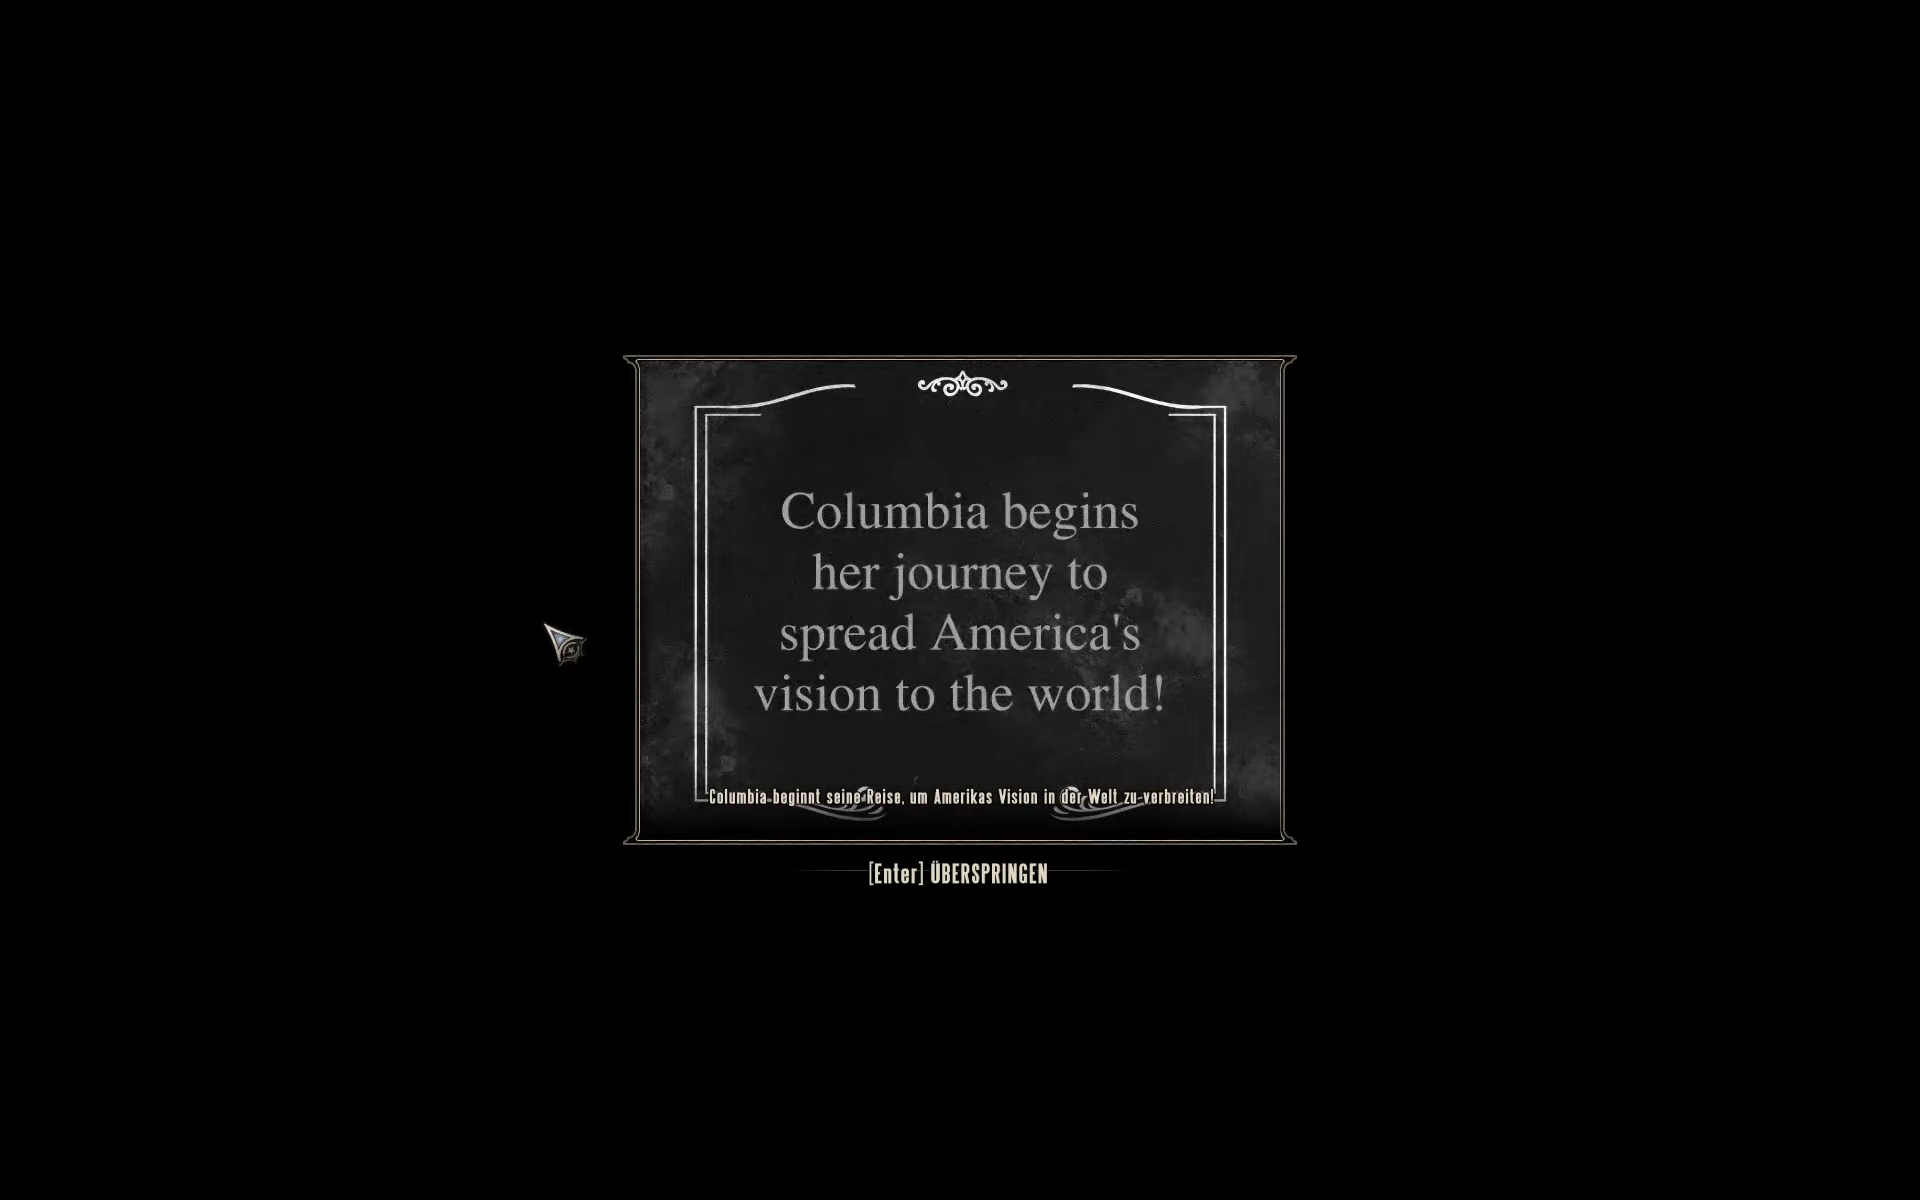 Columbia begins
her journey to
spread America's
vision to the world!
Columbia beginnt seine Reise, um Amerikas Vision in der Welt zu verbreiten!
[Enter] ÜBERSPRINGEN